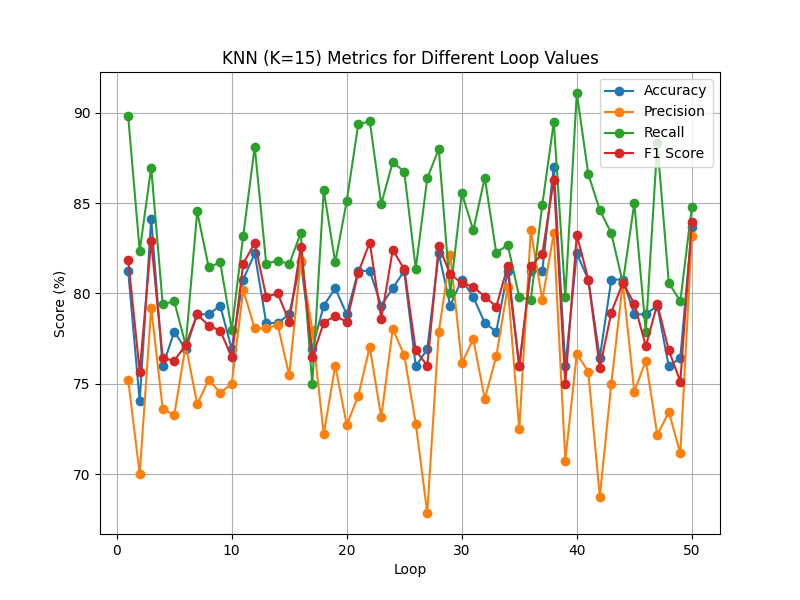 KNN (K=15) Metrics for Different Loop Values
Accuracy
Precision
Recall
F1 Score
Score (%)
90
85
80
75
70
0
10
20
30
40
50
Loop